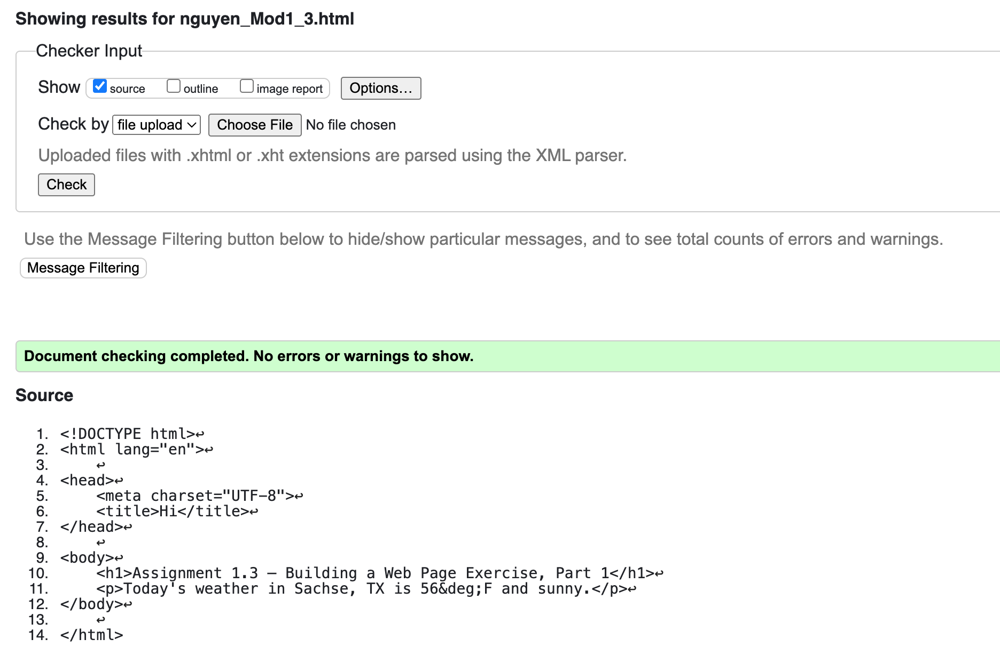 Showing results for nguyen_Mod1_3.html
Checker Input
Show source outline image report Options...
Check by file upload Choose File No file chosen
Uploaded files with .xhtml or .xht extensions are parsed using the XML parser.
Check
Use the Message Filtering button below to hide/show particular messages, and to see total counts of errors and warnings.
Message Filtering
Document checking completed. No errors or warnings to show.
Source
1. <!DOCTYPE html>↩
2. <html lang="en">↩
3.     ↩
4. <head>↩
5.     <meta charset="UTF-8">↩
6.     <title>Hi</title>↩
7. </head>↩
8.     ↩
9. <body>↩
10.     <h1>Assignment 1.3 – Building a Web Page Exercise, Part 1</h1>↩
11.     <p>Today's weather in Sachse, TX is 56&deg;F and sunny.</p>↩
12. </body>↩
13.     ↩
14. </html>